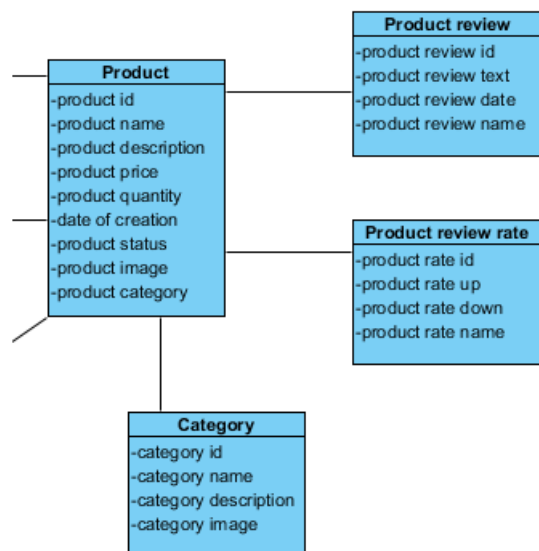 Product
-product id
-product name
-product description
-product price
-product quantity
-date of creation
-product status
-product image
-product category
Product review
-product review id
-product review text
-product review date
-product review name
Product review rate
-product rate id
-product rate up
-product rate down
-product rate name
Category
-category id
-category name
-category description
-category image